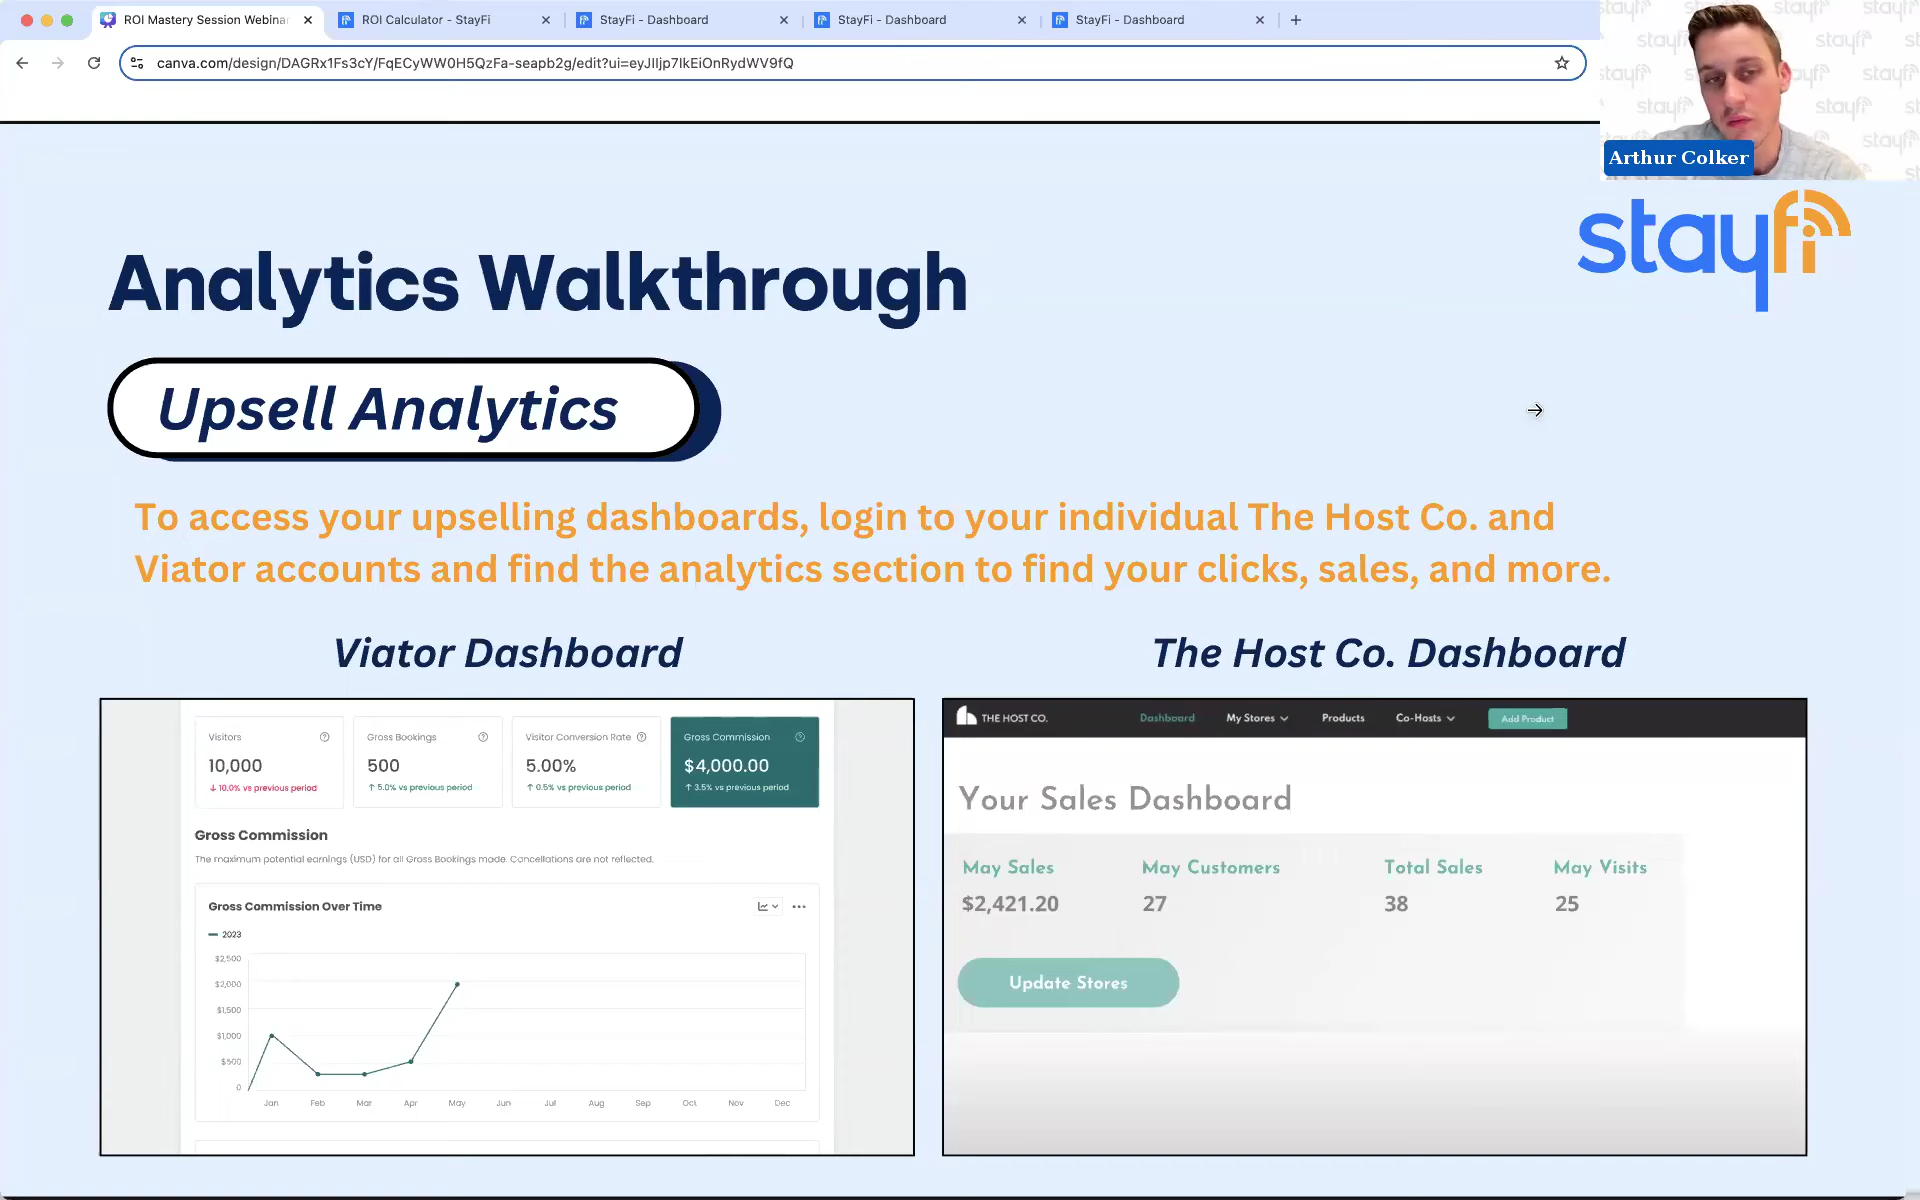 ROI Mastery Session Webinar
ROI Calculator - StayFi
StayFi - Dashboard
StayFi - Dashboard
StayFi - Dashboard
canva.com/design/DAGRx1Fs3cY/FqECyWW0H5QzFa-seapb2g/edit?ui=eyJIIjp7IkEiOnRydWV9fQ
Arthur Colker
stayfi
Analytics Walkthrough
Upsell Analytics
To access your upselling dashboards, login to your individual The Host Co. and
Viator accounts and find the analytics section to find your clicks, sales, and more.
Viator Dashboard
Visitors
10,000
↓ 10.0% vs previous period
Gross Bookings
500
↑ 5.0% vs previous period
Visitor Conversion Rate
5.00%
↑ 0.5% vs previous period
Gross Commission
$4,000.00
↑ 3.5% vs previous period
Gross Commission
The maximum potential earnings (USD) for all Gross Bookings made. Cancellations are not reflected.
Gross Commission Over Time
2023
$2,500
$2,000
$1,500
$1,000
$500
0
Jan Feb Mar Apr May Jun Jul Aug Sep Oct Nov Dec
The Host Co. Dashboard
THE HOST CO. Dashboard My Stores Products Co-Hosts Add Product
Your Sales Dashboard
May Sales May Customers Total Sales May Visits
$2,421.20 27 38 25
Update Stores